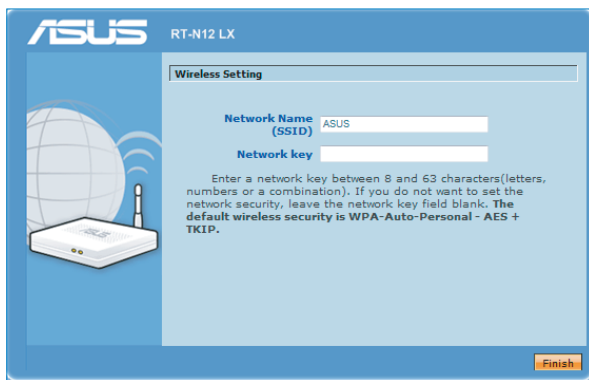 ASUS
RT-N12 LX
Wireless Setting
Network Name
(SSID)
ASUS
Network key
Enter a network key between 8 and 63 characters(letters,
numbers or a combination). If you do not want to set the
network security, leave the network key field blank. The
default wireless security is WPA-Auto-Personal - AES +
TKIP.
ASUS
Finish